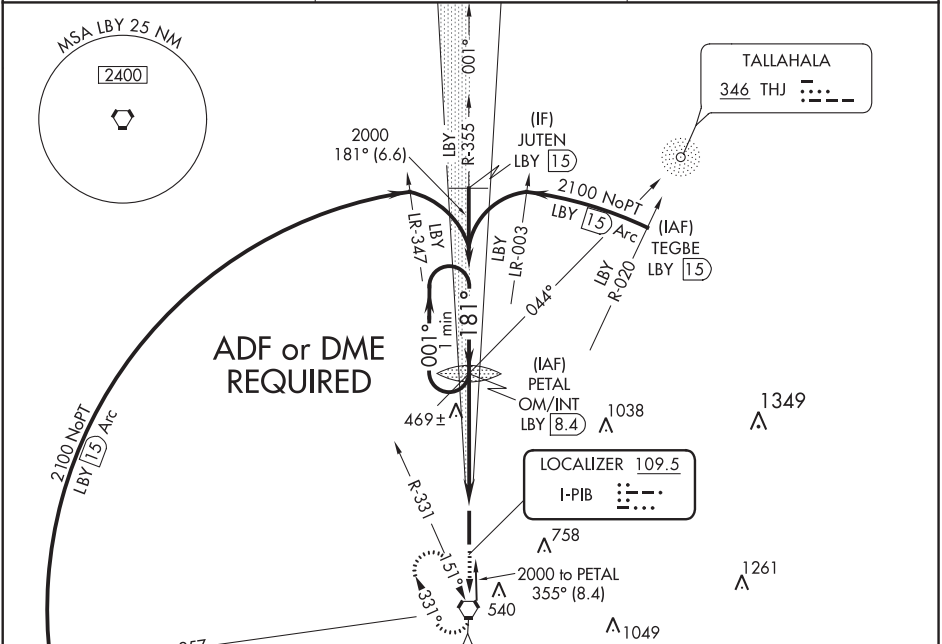 MSA LBY 25 NM
2400
TALLAHALA
346 THJ
2000
181° (6.6)
LBY
R-355
001°
(IF)
JUTEN
LBY 15
2100 NoPT
LBY 15 Arc
(IAF)
TEGBE
LBY 15
LBY
LR-347
LBY
LR-003
LBY
R-020
044°
001°
1 min
181°
ADF or DME
REQUIRED
(IAF)
PETAL
OM/INT
LBY 8.4
469±
1038
1349
2100 NoPT
LBY 15 Arc
LOCALIZER 109.5
I-PIB
R-331
151°
331°
758
2000 to PETAL
355° (8.4)
540
1261
1049